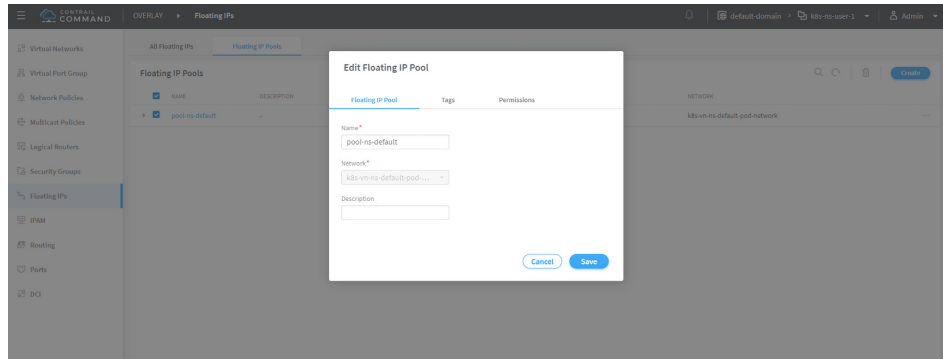 CONTRAIL
COMMAND
OVERLAY
Floating IPs
default-domain
k8s-ns-user-1
Admin
Virtual Networks
Virtual Port Group
Network Policies
Multicast Policies
Logical Routers
Security Groups
Floating IPs
IPAM
Routing
Ports
DCI
All Floating IPs
Floating IP Pools
Floating IP Pools
Create
NAME
DESCRIPTION
NETWORK
pool-ns-default
-
k8s-vn-ns-default-pod-network
Edit Floating IP Pool
Floating IP Pool
Tags
Permissions
Name*
pool-ns-default
Network*
k8s-vn-ns-default-pod-...
Description
Cancel
Save